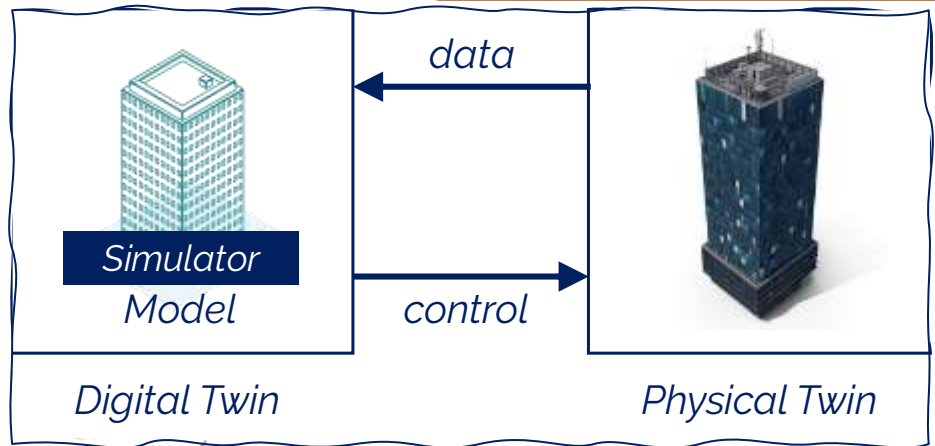 data
Simulator
Model
control
Digital Twin
Physical Twin